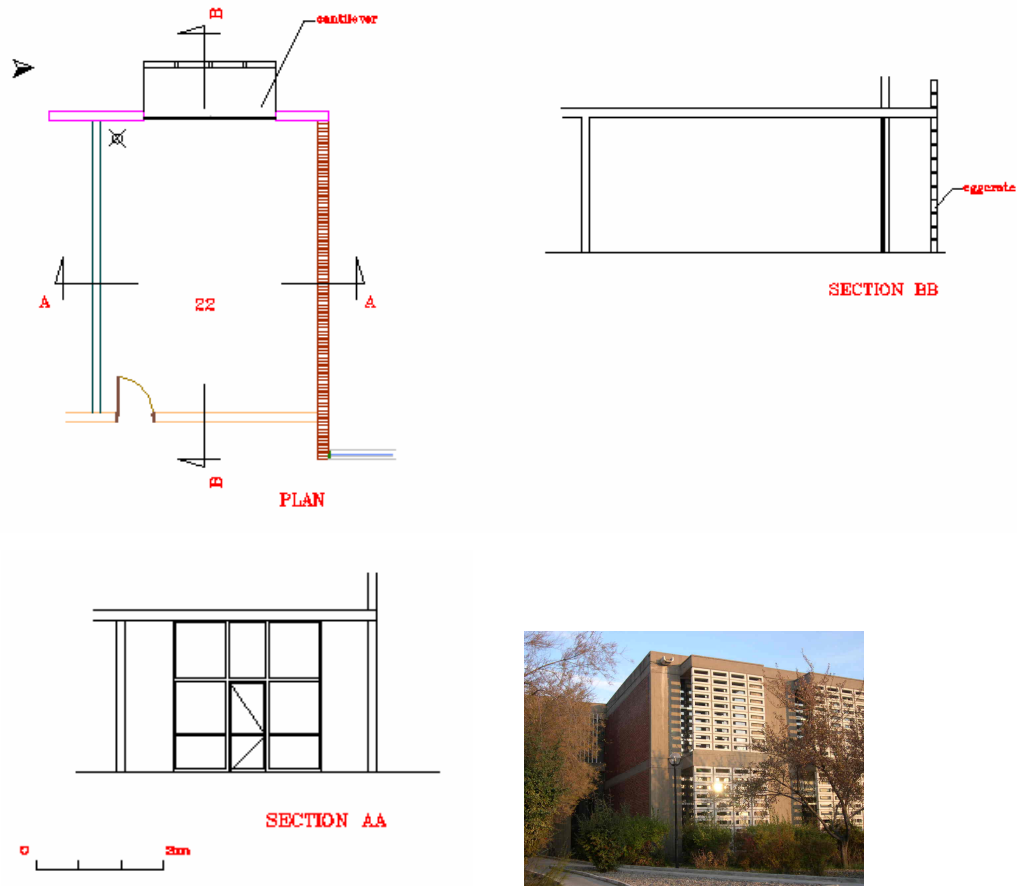 B
cantilever
A
22
A
B
PLAN
eggcrate
SECTION BB
SECTION AA
0
3m